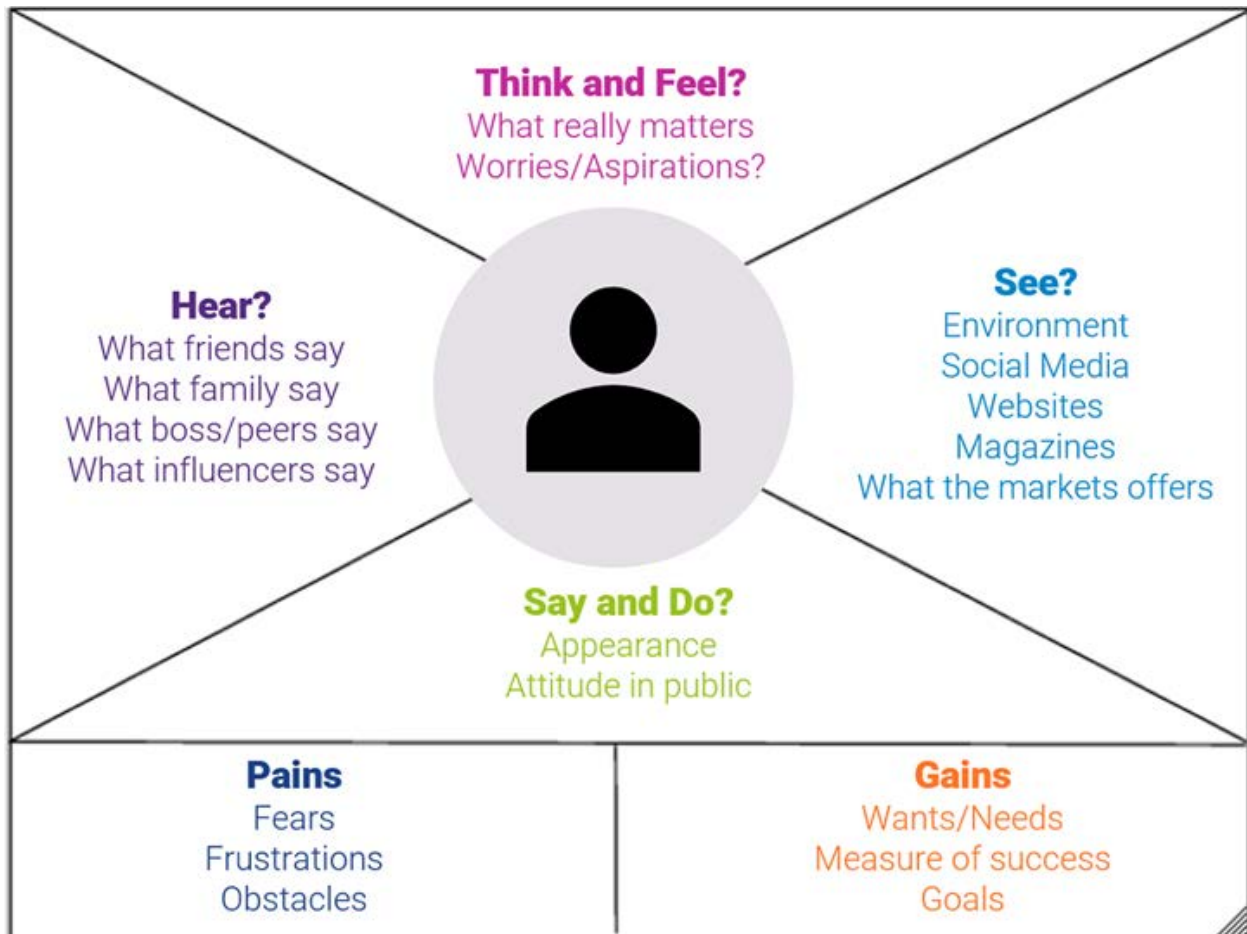 Think and Feel?
What really matters
Worries/Aspirations?
Hear?
What friends say
What family say
What boss/peers say
What influencers say
See?
Environment
Social Media
Websites
Magazines
What the markets offers
Say and Do?
Appearance
Attitude in public
Pains
Fears
Frustrations
Obstacles
Gains
Wants/Needs
Measure of success
Goals